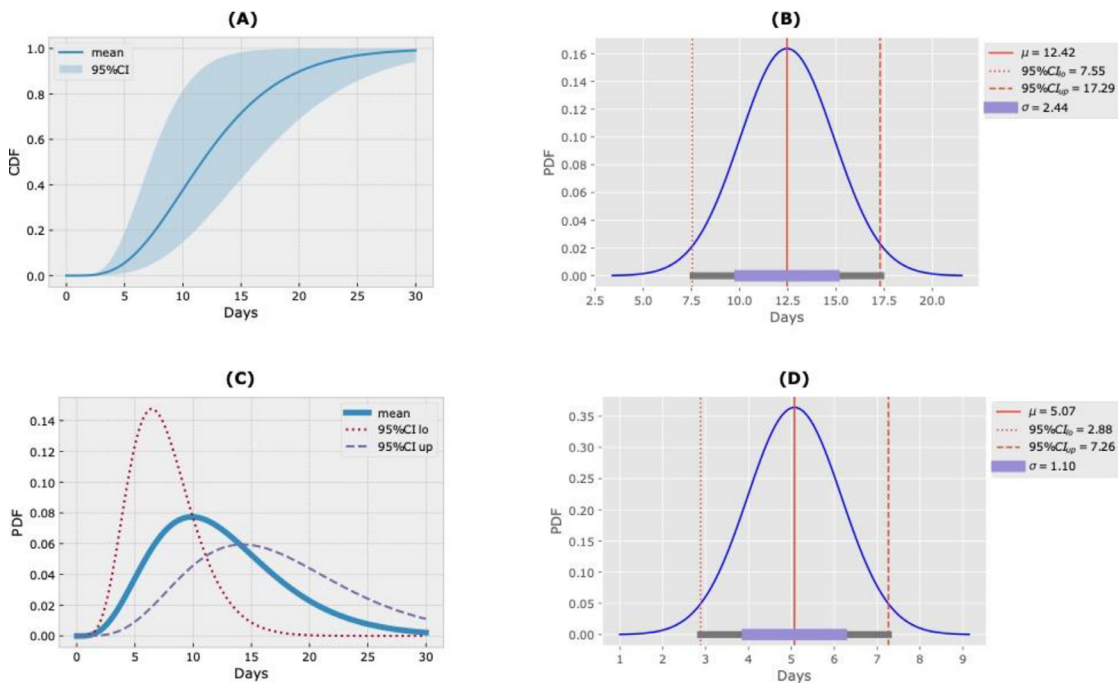 (A)
mean
95%CI
1.0
0.8
0.6
0.4
0.2
0.0
CDF
0 5 10 15 20 25 30
Days
(B)
μ = 12.42
95%CI_lo = 7.55
95%CI_up = 17.29
σ = 2.44
0.16
0.14
0.12
0.10
0.08
0.06
0.04
0.02
0.00
PDF
2.5 5.0 7.5 10.0 12.5 15.0 17.5 20.0
Days
(C)
mean
95%CI lo
95%CI up
0.14
0.12
0.10
0.08
0.06
0.04
0.02
0.00
PDF
0 5 10 15 20 25 30
Days
(D)
μ = 5.07
95%CI_lo = 2.88
95%CI_up = 7.26
σ = 1.10
0.35
0.30
0.25
0.20
0.15
0.10
0.05
0.00
PDF
1 2 3 4 5 6 7 8 9
Days